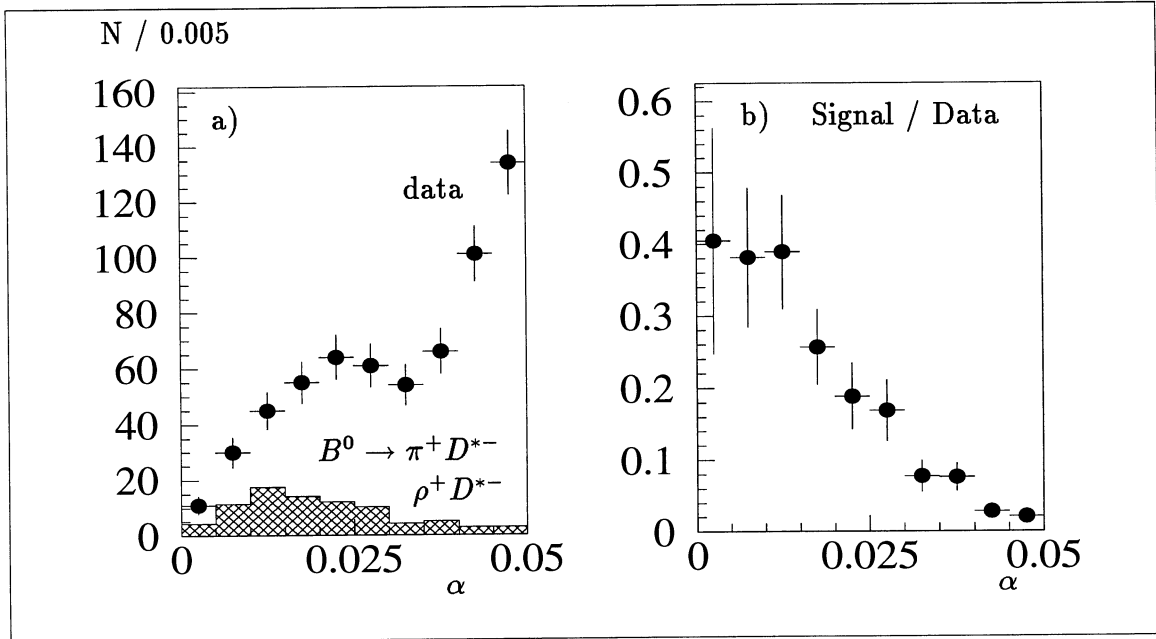 N / 0.005
160
140
120
100
80
60
40
20
0
a)
data
B⁰ → π⁺ D*⁻
ρ⁺ D*⁻
0 0.025 0.05
α
0.6
0.5
0.4
0.3
0.2
0.1
0
b) Signal / Data
0 0.025 0.05
α